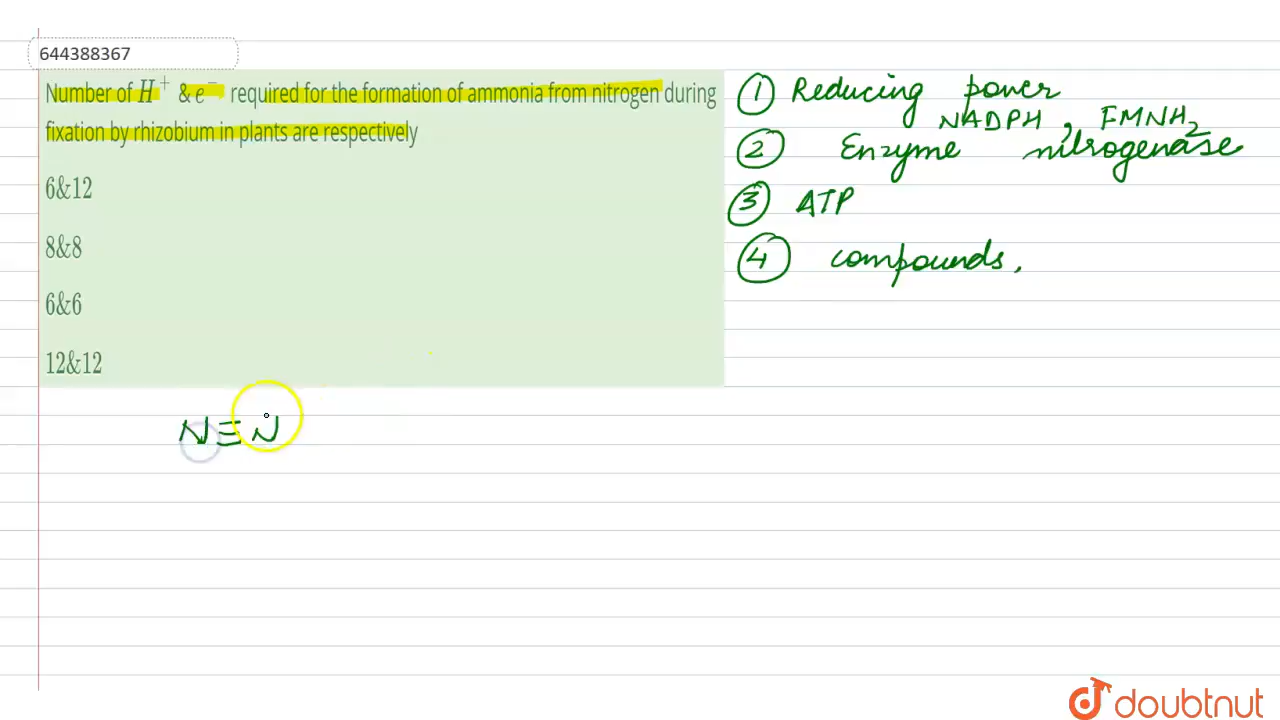 644388367
Number of H⁺ & e⁻ required for the formation of ammonia from nitrogen during
fixation by rhizobium in plants are respectively
6&12
8&8
6&6
12&12
① Reducing power
NADPH, FMNH₂
② Enzyme nitrogenase
③ ATP
④ compounds.
N≡N
doubtnut